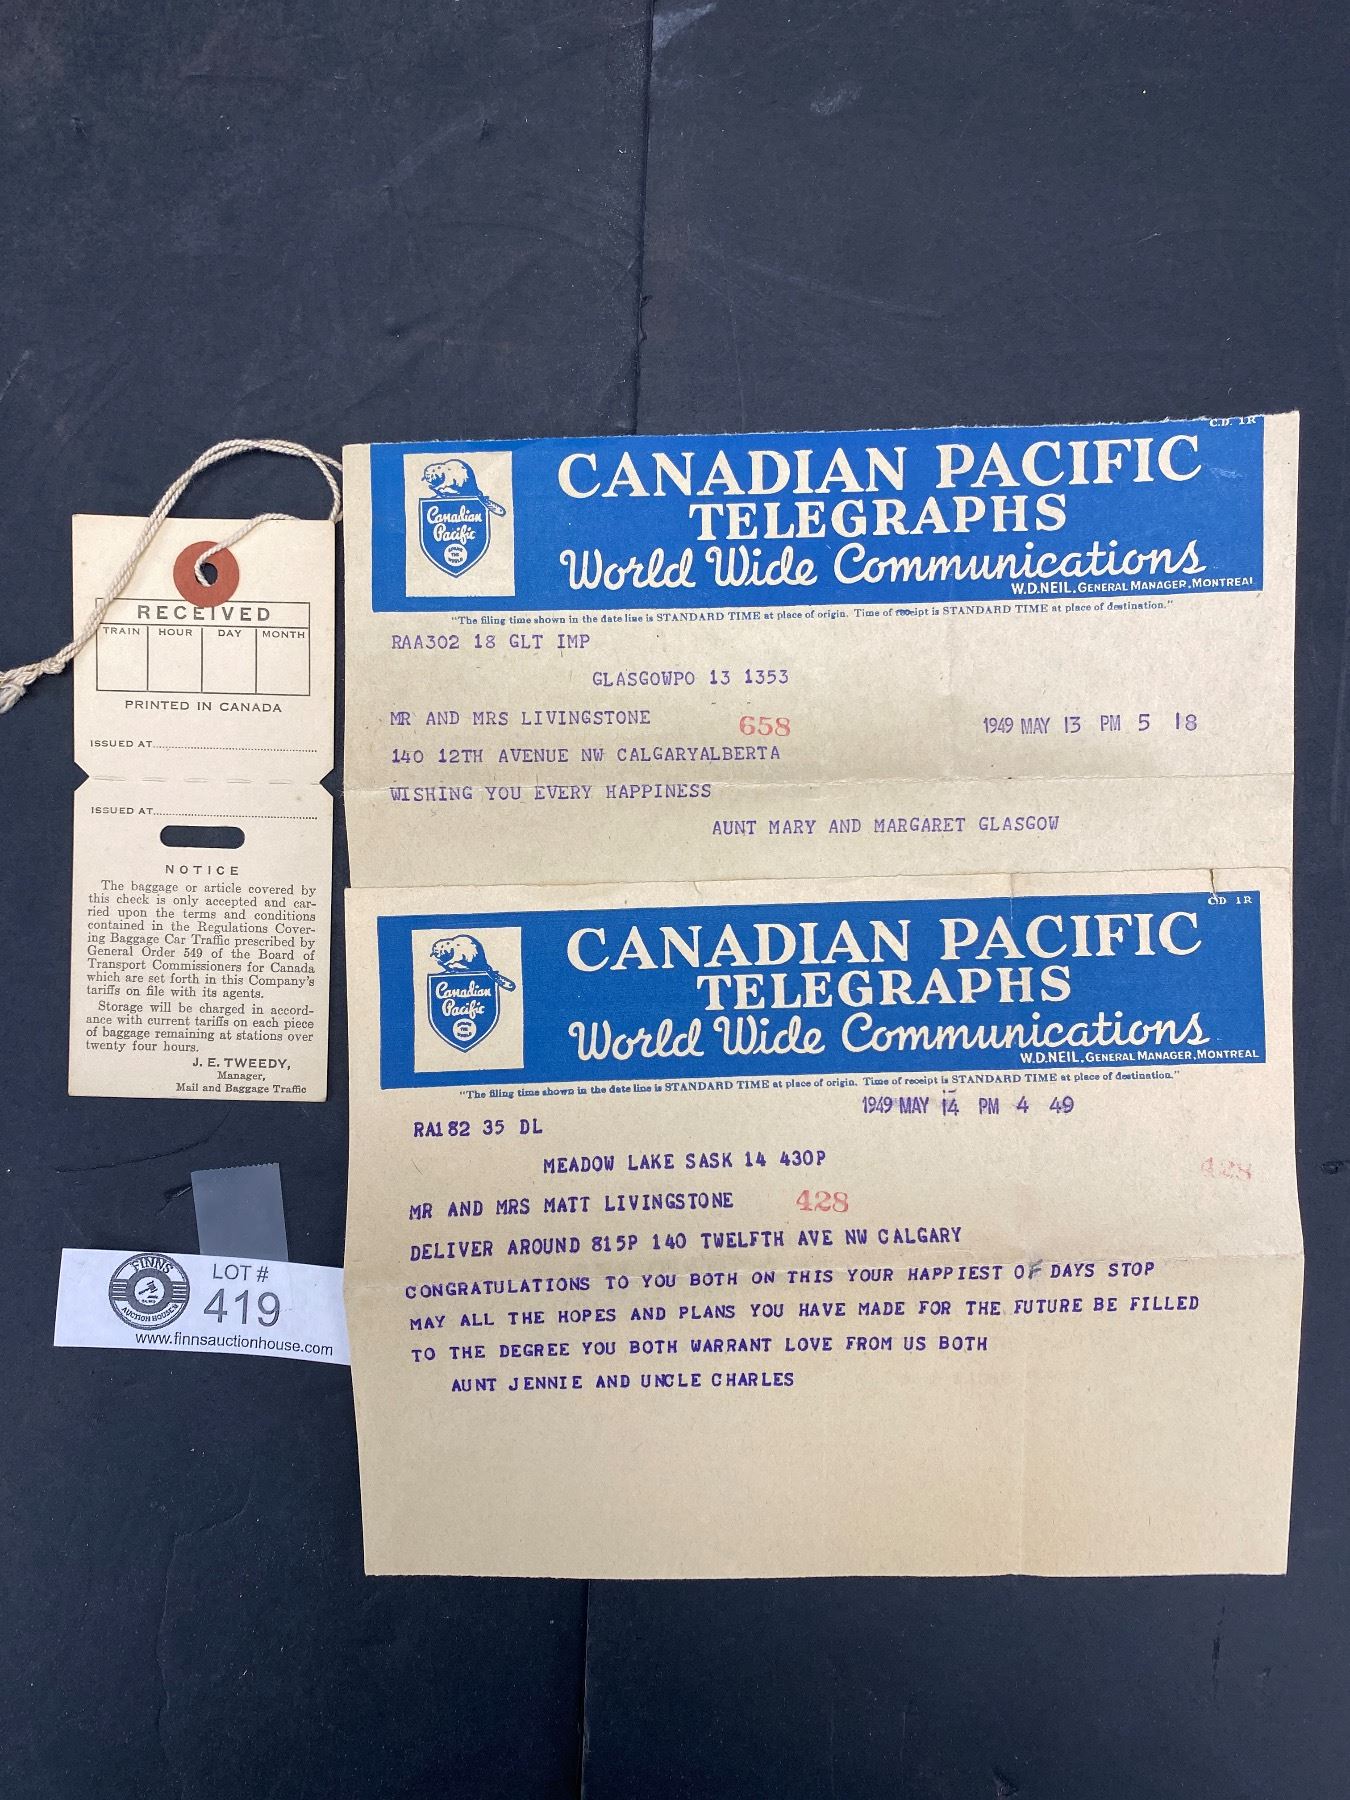 RECEIVED
TRAIN HOUR DAY MONTH
PRINTED IN CANADA
ISSUED AT
ISSUED AT
NOTICE
The baggage or article covered by
this check is only accepted and car-
ried upon the terms and conditions
contained in the Regulations Cover-
ing Baggage Car Traffic prescribed by
General Order 549 of the Board of
Transport Commissioners for Canada
which are set forth in this Company's
tariffs on file with its agents.
Storage will be charged in accord-
ance with current tariffs on each piece
of baggage remaining at stations over
twenty four hours.
J. E. TWEEDY,
Manager,
Mail and Baggage Traffic
FINNS
AUCTION HOUSE
LOT #
419
www.finnsauctionhouse.com
C.D. 1R
Canadian
Pacific
SPANS
THE
WORLD
CANADIAN PACIFIC
TELEGRAPHS
World Wide Communications
W.D.NEIL, GENERAL MANAGER, MONTREAL
"The filing time shown in the date line is STANDARD TIME at place of origin. Time of receipt is STANDARD TIME at place of destination."
RAA302 18 GLT IMP
GLASGOWPO 13 1353
MR AND MRS LIVINGSTONE 658 1949 MAY 13 PM 5 18
140 12TH AVENUE NW CALGARYALBERTA
WISHING YOU EVERY HAPPINESS
AUNT MARY AND MARGARET GLASGOW
CD 1R
Canadian
Pacific
SPANS
THE
WORLD
CANADIAN PACIFIC
TELEGRAPHS
World Wide Communications
W.D.NEIL, GENERAL MANAGER, MONTREAL
"The filing time shown in the date line is STANDARD TIME at place of origin. Time of receipt is STANDARD TIME at place of destination."
1949 MAY 14 PM 4 49
RA182 35 DL
MEADOW LAKE SASK 14 430P 428
MR AND MRS MATT LIVINGSTONE 428
DELIVER AROUND 815P 140 TWELFTH AVE NW CALGARY
CONGRATULATIONS TO YOU BOTH ON THIS YOUR HAPPIEST OF DAYS STOP
MAY ALL THE HOPES AND PLANS YOU HAVE MADE FOR THE FUTURE BE FILLED
TO THE DEGREE YOU BOTH WARRANT LOVE FROM US BOTH
AUNT JENNIE AND UNCLE CHARLES